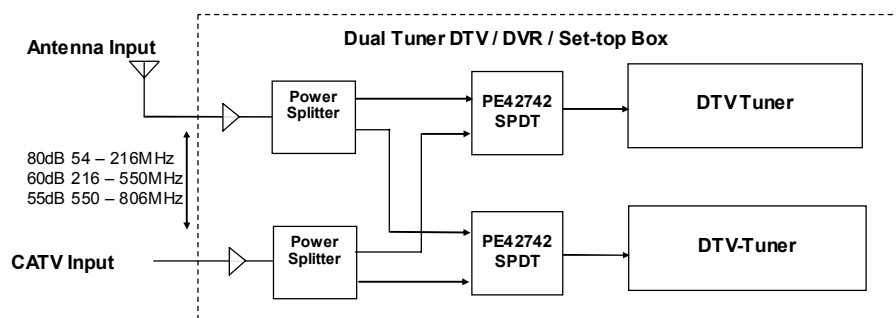 Dual Tuner DTV / DVR / Set-top Box
Antenna Input
Power
Splitter
PE42742
SPDT
DTV Tuner
80dB 54 – 216MHz
60dB 216 – 550MHz
55dB 550 – 806MHz
CATV Input
Power
Splitter
PE42742
SPDT
DTV-Tuner